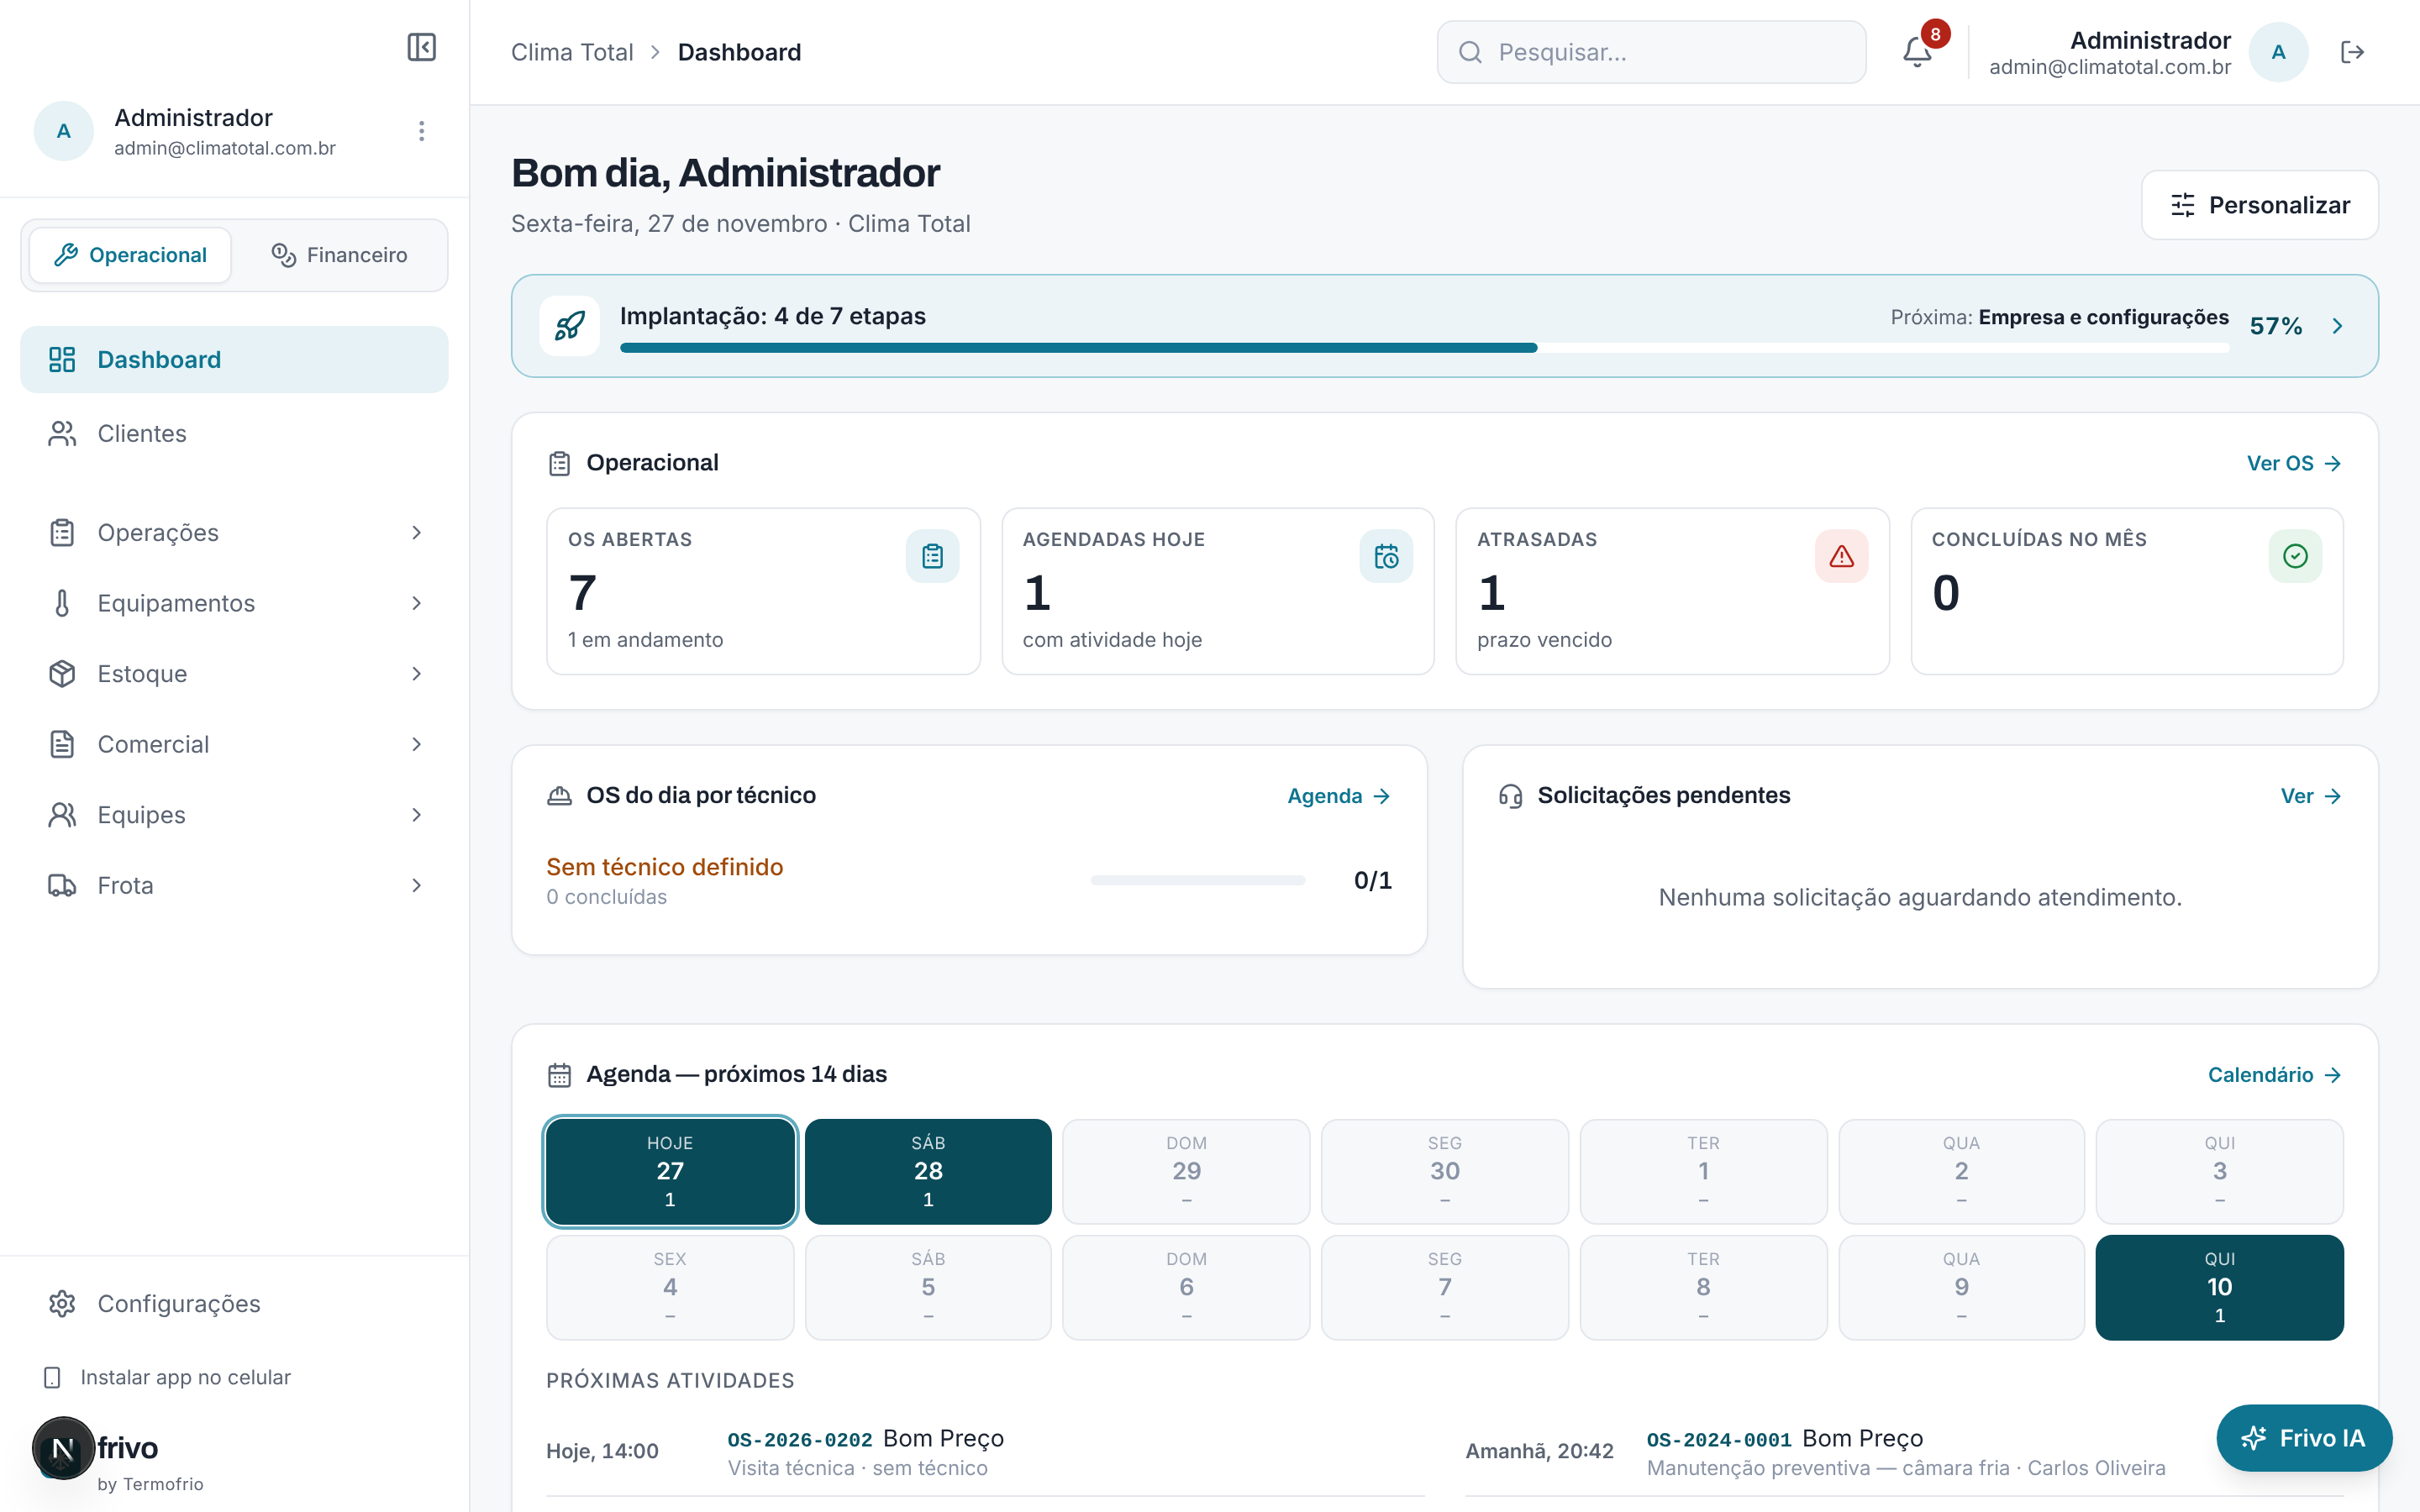 Administrador
admin@climatotal.com.br
Operacional
Financeiro
Dashboard
Clientes
Operações
Equipamentos
Estoque
Comercial
Equipes
Frota
Configurações
Instalar app no celular
N
frivo
by Termofrio
Clima Total > Dashboard
Pesquisar...
8
Administrador
admin@climatotal.com.br
A
A
Bom dia, Administrador
Sexta-feira, 27 de novembro · Clima Total
Personalizar
Implantação: 4 de 7 etapas
Próxima: Empresa e configurações
57%
Operacional
Ver OS →
OS ABERTAS
7
1 em andamento
AGENDADAS HOJE
1
com atividade hoje
ATRASADAS
1
prazo vencido
CONCLUÍDAS NO MÊS
0
OS do dia por técnico
Agenda →
Sem técnico definido
0 concluídas
0/1
Solicitações pendentes
Ver →
Nenhuma solicitação aguardando atendimento.
Agenda — próximos 14 dias
Calendário →
HOJE
27
1
SÁB
28
1
DOM
29
–
SEG
30
–
TER
1
–
QUA
2
–
QUI
3
–
SEX
4
–
SÁB
5
–
DOM
6
–
SEG
7
–
TER
8
–
QUA
9
–
QUI
10
1
PRÓXIMAS ATIVIDADES
Hoje, 14:00
OS-2026-0202 Bom Preço
Visita técnica · sem técnico
Amanhã, 20:42
OS-2024-0001 Bom Preço
Manutenção preventiva — câmara fria · Carlos Oliveira
Frivo IA